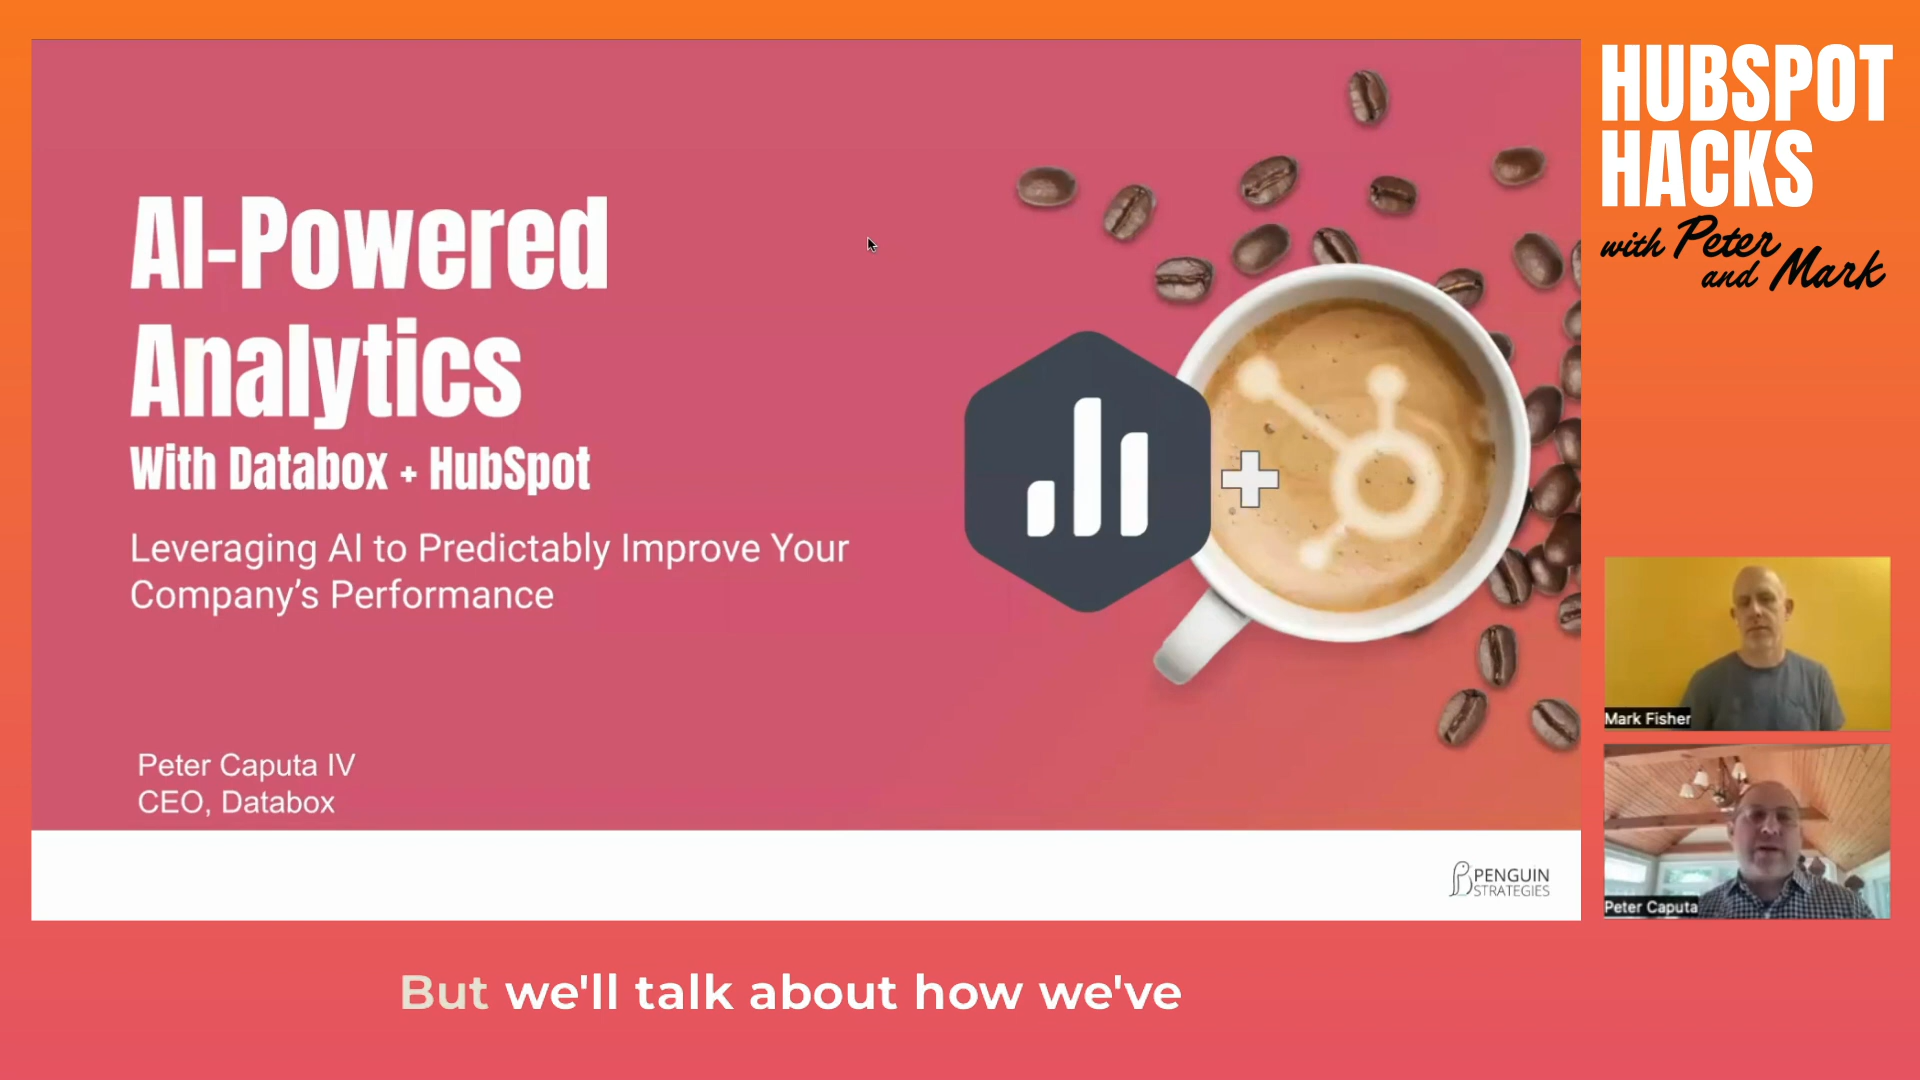 AI-Powered
Analytics
With Databox + HubSpot
Leveraging AI to Predictably Improve Your
Company's Performance
Peter Caputa IV
CEO, Databox
PENGUIN
STRATEGIES
HUBSPOT
HACKS
with Peter
and Mark
Mark Fisher
Peter Caputa
But we'll talk about how we've